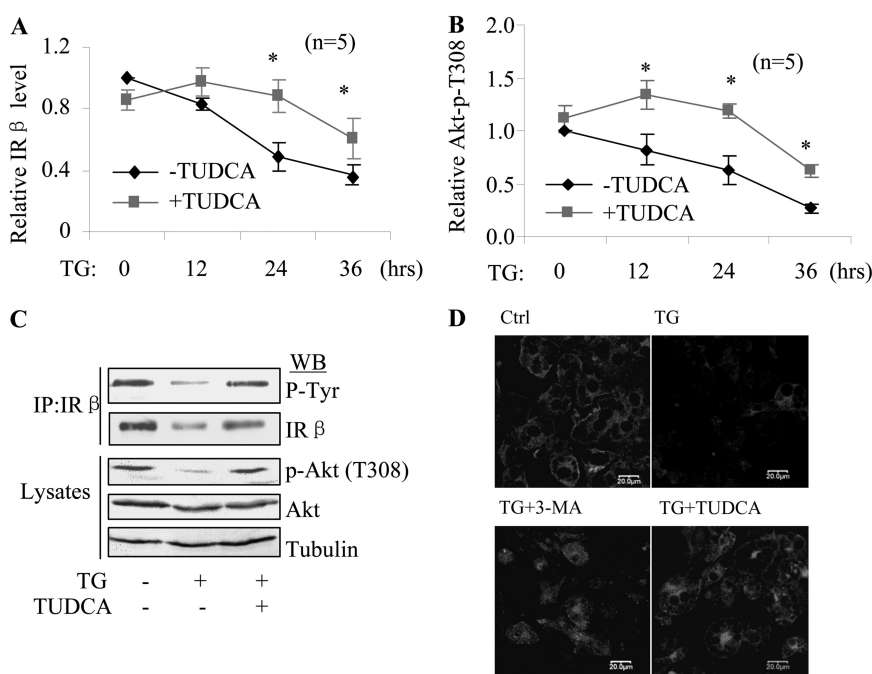 A
Relative IR β level
1.2
0.8
0.4
0
(n=5)
*
*
-TUDCA
+TUDCA
TG: 0 12 24 36 (hrs)
B
Relative Akt-p-T308
2.0
1.5
1.0
0.5
0.0
(n=5)
*
*
*
-TUDCA
+TUDCA
TG: 0 12 24 36 (hrs)
C
WB
IP:IR β
P-Tyr
IR β
Lysates
p-Akt (T308)
Akt
Tubulin
TG - + +
TUDCA - - +
D
Ctrl TG
20.0μm 20.0μm
TG+3-MA TG+TUDCA
20.0μm 20.0μm